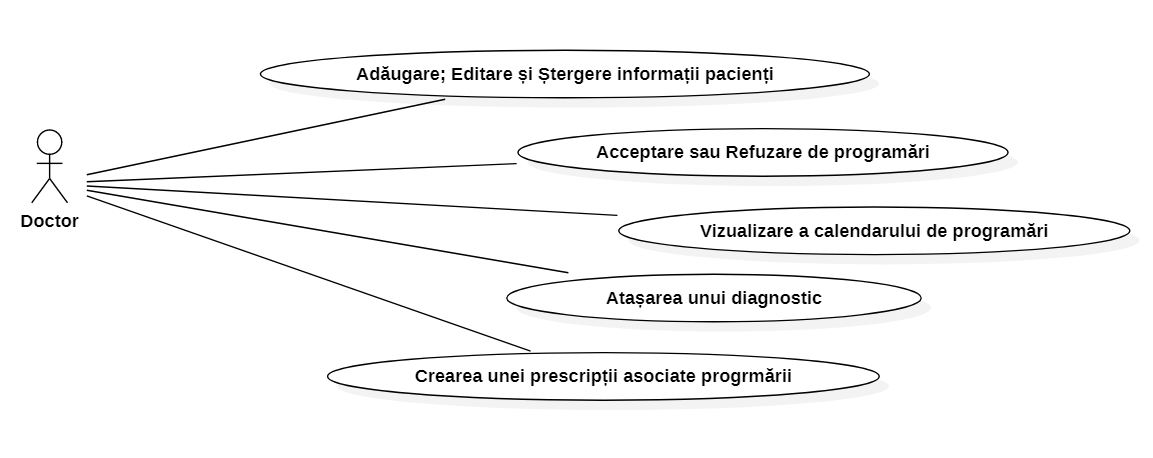 Adăugare; Editare și Ștergere informații pacienți
Acceptare sau Refuzare de programări
Doctor
Vizualizare a calendarului de programări
Atașarea unui diagnostic
Crearea unei prescripții asociate progrmării